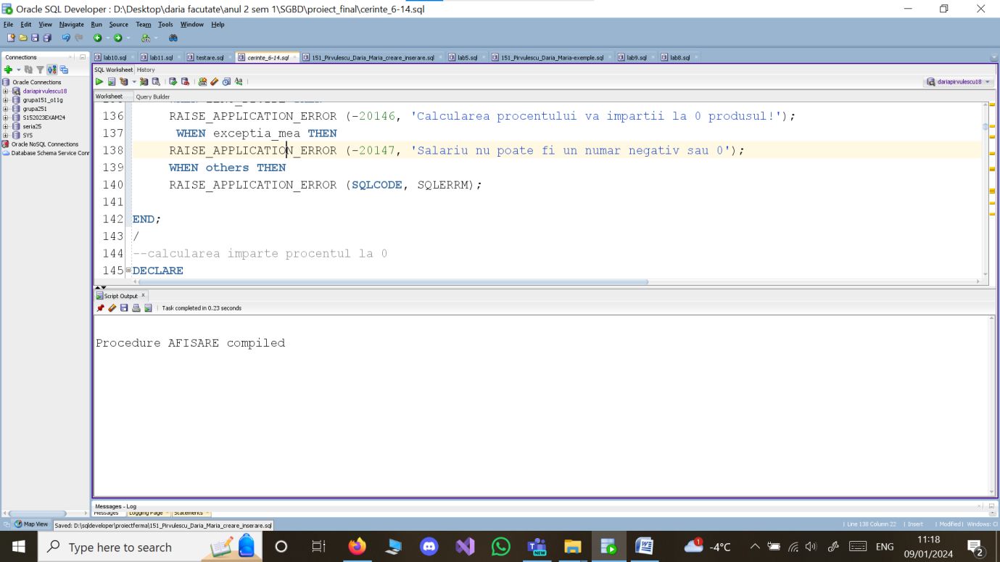 Oracle SQL Developer : D:\Desktop\daria facutate\anul 2 sem 1\SGBD\proiect_final\cerinte_6-14.sql
File Edit View Navigate Run Source Team Tools Window Help
Connections
Oracle Connections
dariapirvulescu18
grupa151_o11g
grupa251
S152023EXAM24
seria25
SYS
Oracle NoSQL Connections
Database Schema Service Conr
lab10.sql lab11.sql testare.sql cerinte_6-14.sql 151_Pirvulescu_Daria_Maria_creare_inserare.sql lab5.sql 151_Pirvulescu_Daria_Maria-exemple.sql lab9.sql lab8.sql
SQL Worksheet History
dariapirvulescu18
Worksheet Query Builder
136 RAISE_APPLICATION_ERROR (-20146, 'Calcularea procentului va impartii la 0 produsul!');
137 WHEN exceptia_mea THEN
138 RAISE_APPLICATION_ERROR (-20147, 'Salariu nu poate fi un numar negativ sau 0');
139 WHEN others THEN
140 RAISE_APPLICATION_ERROR (SQLCODE, SQLERRM);
141
142 END;
143 /
144 --calcularea imparte procentul la 0
145 DECLARE
Script Output x
Task completed in 0.23 seconds
Procedure AFISARE compiled
Messages - Log
Messages Logging Page Statements
Map View Saved: D:\sqldeveloper\proiectferma\151_Pirvulescu_Daria_Maria_creare_inserare.sql
Line 138 Column 22 Insert Modified Windows: CI
Type here to search
NEW
1 -4°C
ENG
11:18
09/01/2024
2